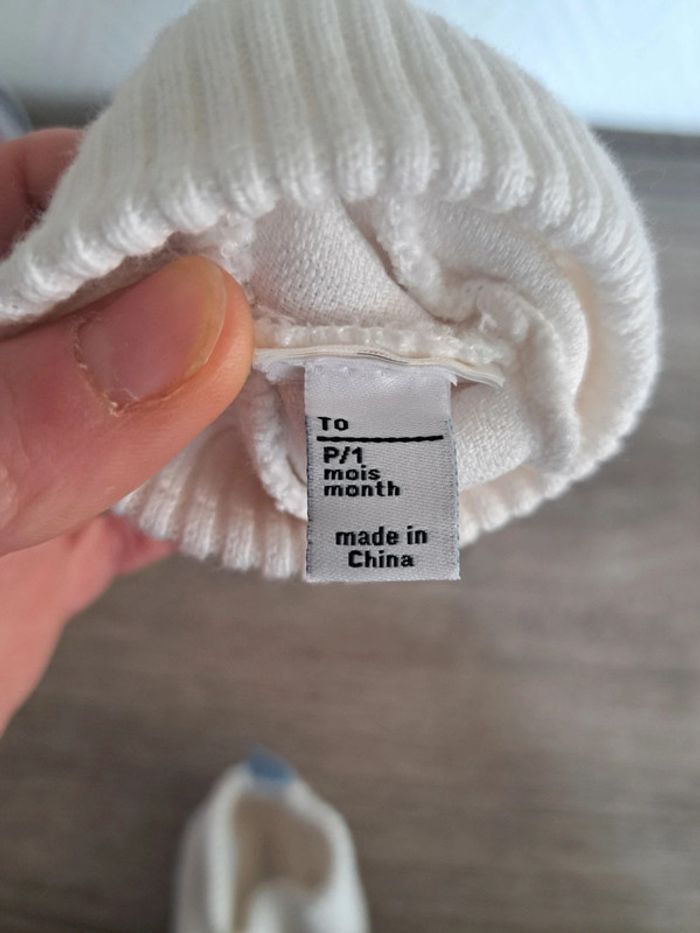 To
P/1
mois
month
made in
China